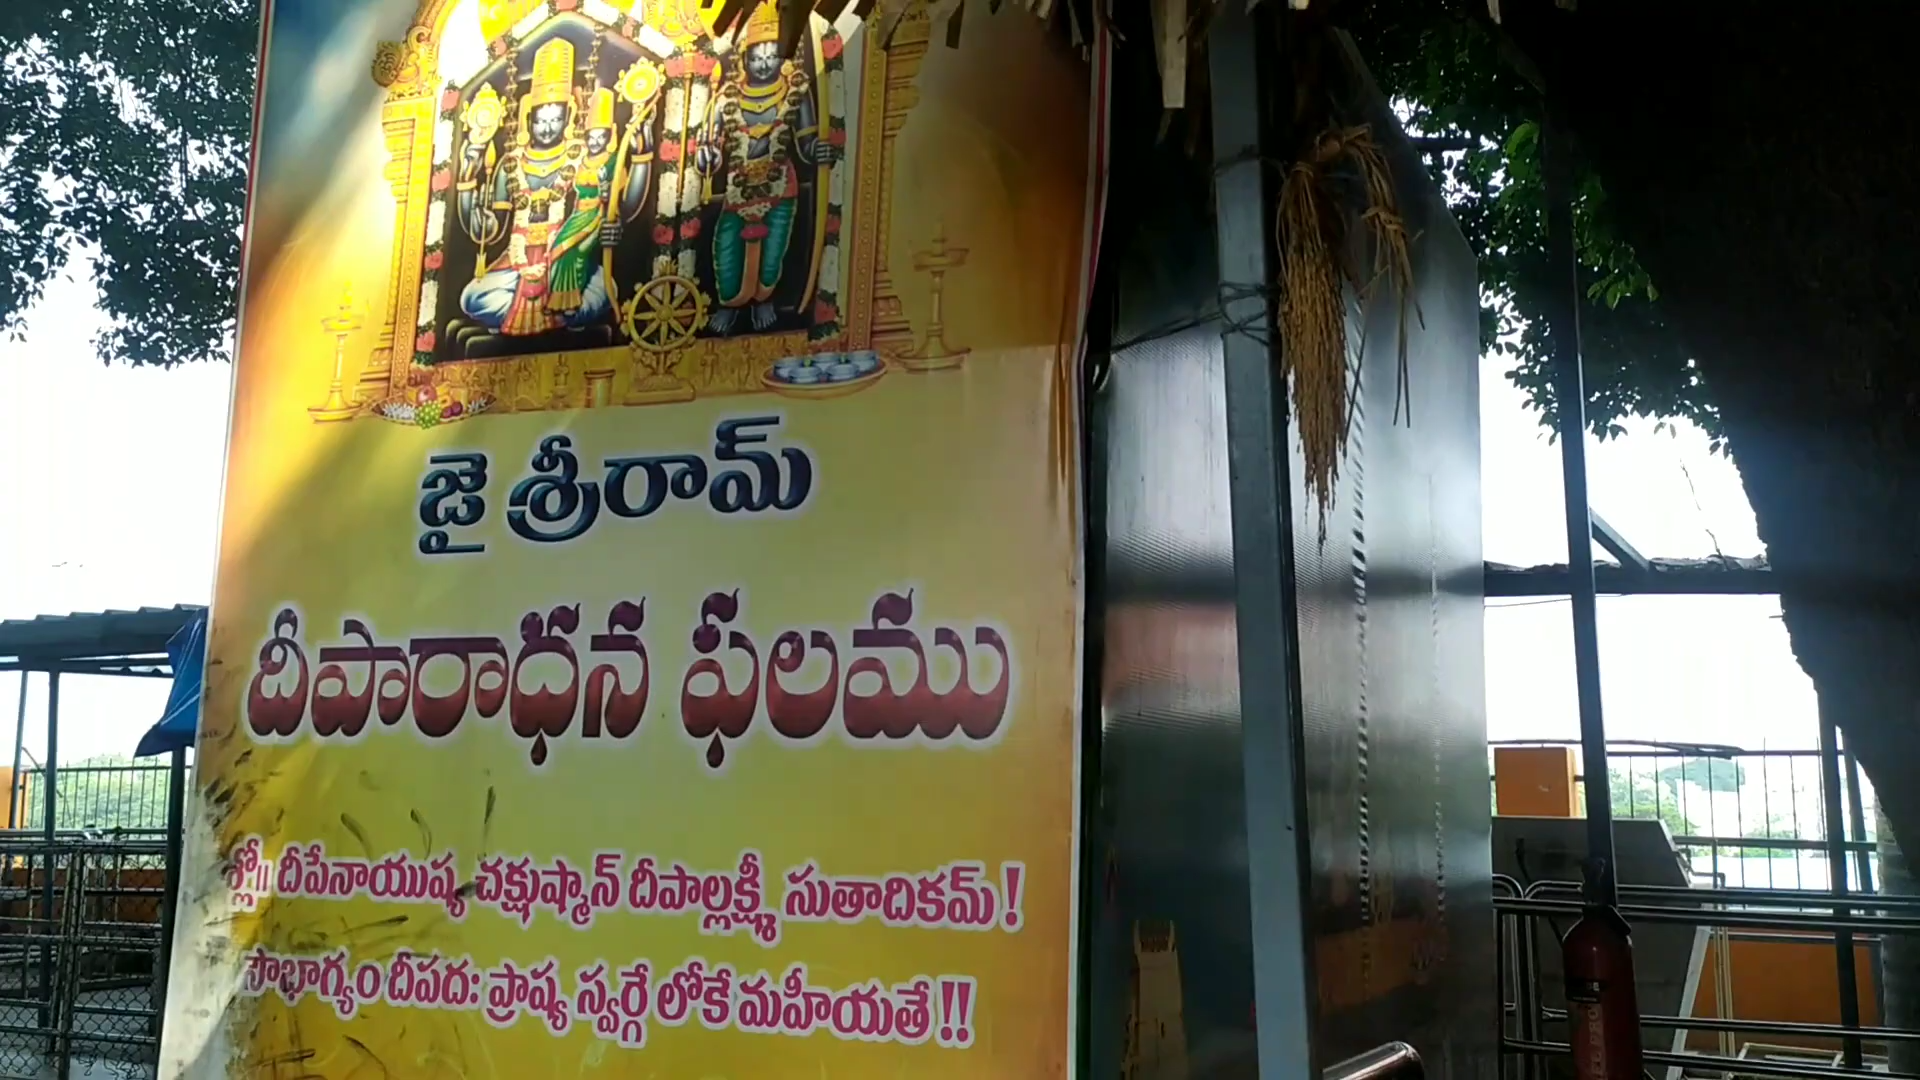 జై శ్రీరామ్
దీపారాధన ఫలము
శ్లో॥ దీపేనాయుష్య చక్షుష్మాన్ దీపాల్లక్ష్మీ సుతాదికమ్ !
సౌభాగ్యం దీపదః ప్రాష్య స్వర్గే లోకే మహీయతే !!